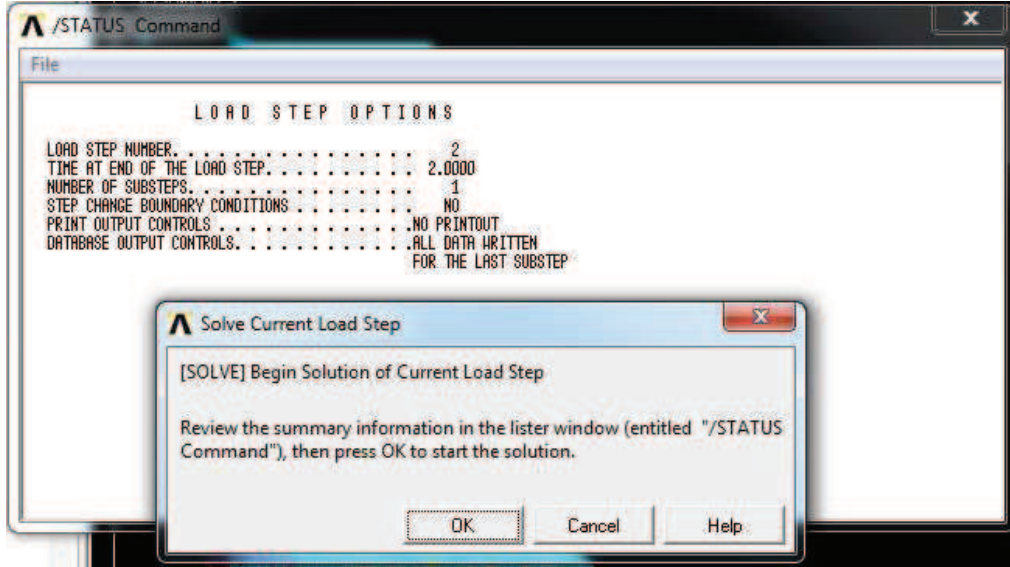 /STATUS Command
File
LOAD STEP OPTIONS
LOAD STEP NUMBER. . . . . . . . . . . . . . . . 2
TIME AT END OF THE LOAD STEP. . . . . . . . . . 2.0000
NUMBER OF SUBSTEPS. . . . . . . . . . . . . . . 1
STEP CHANGE BOUNDARY CONDITIONS . . . . . . . . NO
PRINT OUTPUT CONTROLS . . . . . . . . . . . . .NO PRINTOUT
DATABASE OUTPUT CONTROLS. . . . . . . . . . . .ALL DATA WRITTEN
FOR THE LAST SUBSTEP
Solve Current Load Step
[SOLVE] Begin Solution of Current Load Step
Review the summary information in the lister window (entitled "/STATUS
Command"), then press OK to start the solution.
OK Cancel Help